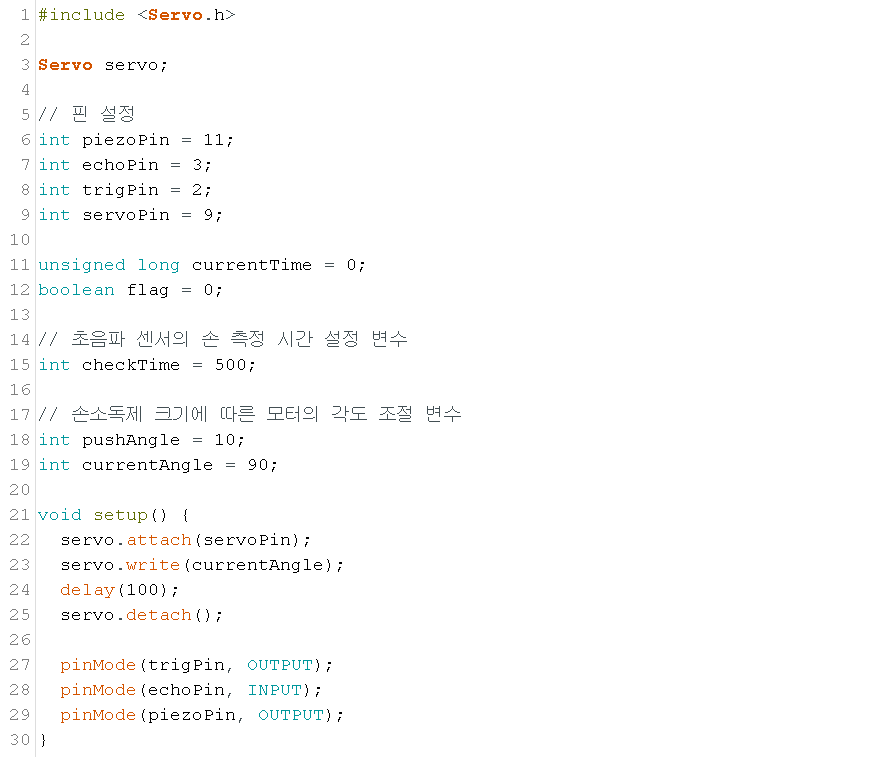 1 #include <Servo.h>
2
3 Servo servo;
4
5 // 핀 설정
6 int piezoPin = 11;
7 int echoPin = 3;
8 int trigPin = 2;
9 int servoPin = 9;
10
11 unsigned long currentTime = 0;
12 boolean flag = 0;
13
14 // 초음파 센서의 손 측정 시간 설정 변수
15 int checkTime = 500;
16
17 // 손소독제 크기에 따른 모터의 각도 조절 변수
18 int pushAngle = 10;
19 int currentAngle = 90;
20
21 void setup() {
22   servo.attach(servoPin);
23   servo.write(currentAngle);
24   delay(100);
25   servo.detach();
26
27   pinMode(trigPin, OUTPUT);
28   pinMode(echoPin, INPUT);
29   pinMode(piezoPin, OUTPUT);
30 }